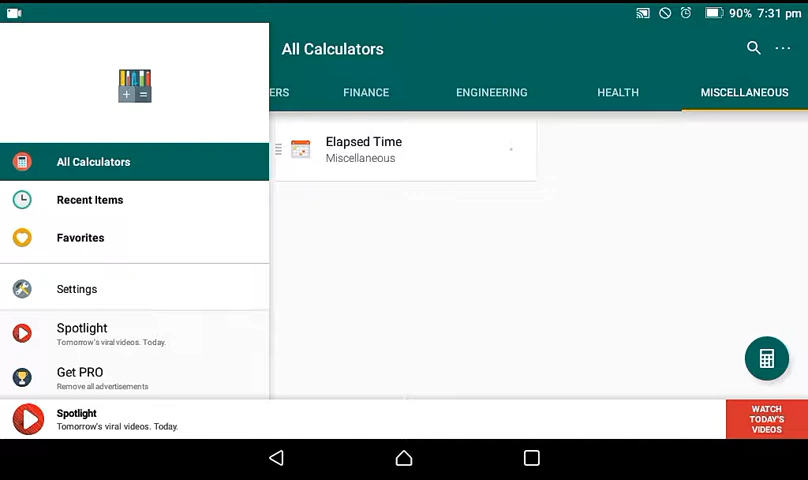 90% 7:31 pm
All Calculators
ERS FINANCE ENGINEERING HEALTH MISCELLANEOUS
Elapsed Time
Miscellaneous
All Calculators
Recent Items
Favorites
Settings
Spotlight
Tomorrow's viral videos. Today.
Get PRO
Remove all advertisements
Spotlight
Tomorrow's viral videos. Today.
WATCH
TODAY'S
VIDEOS